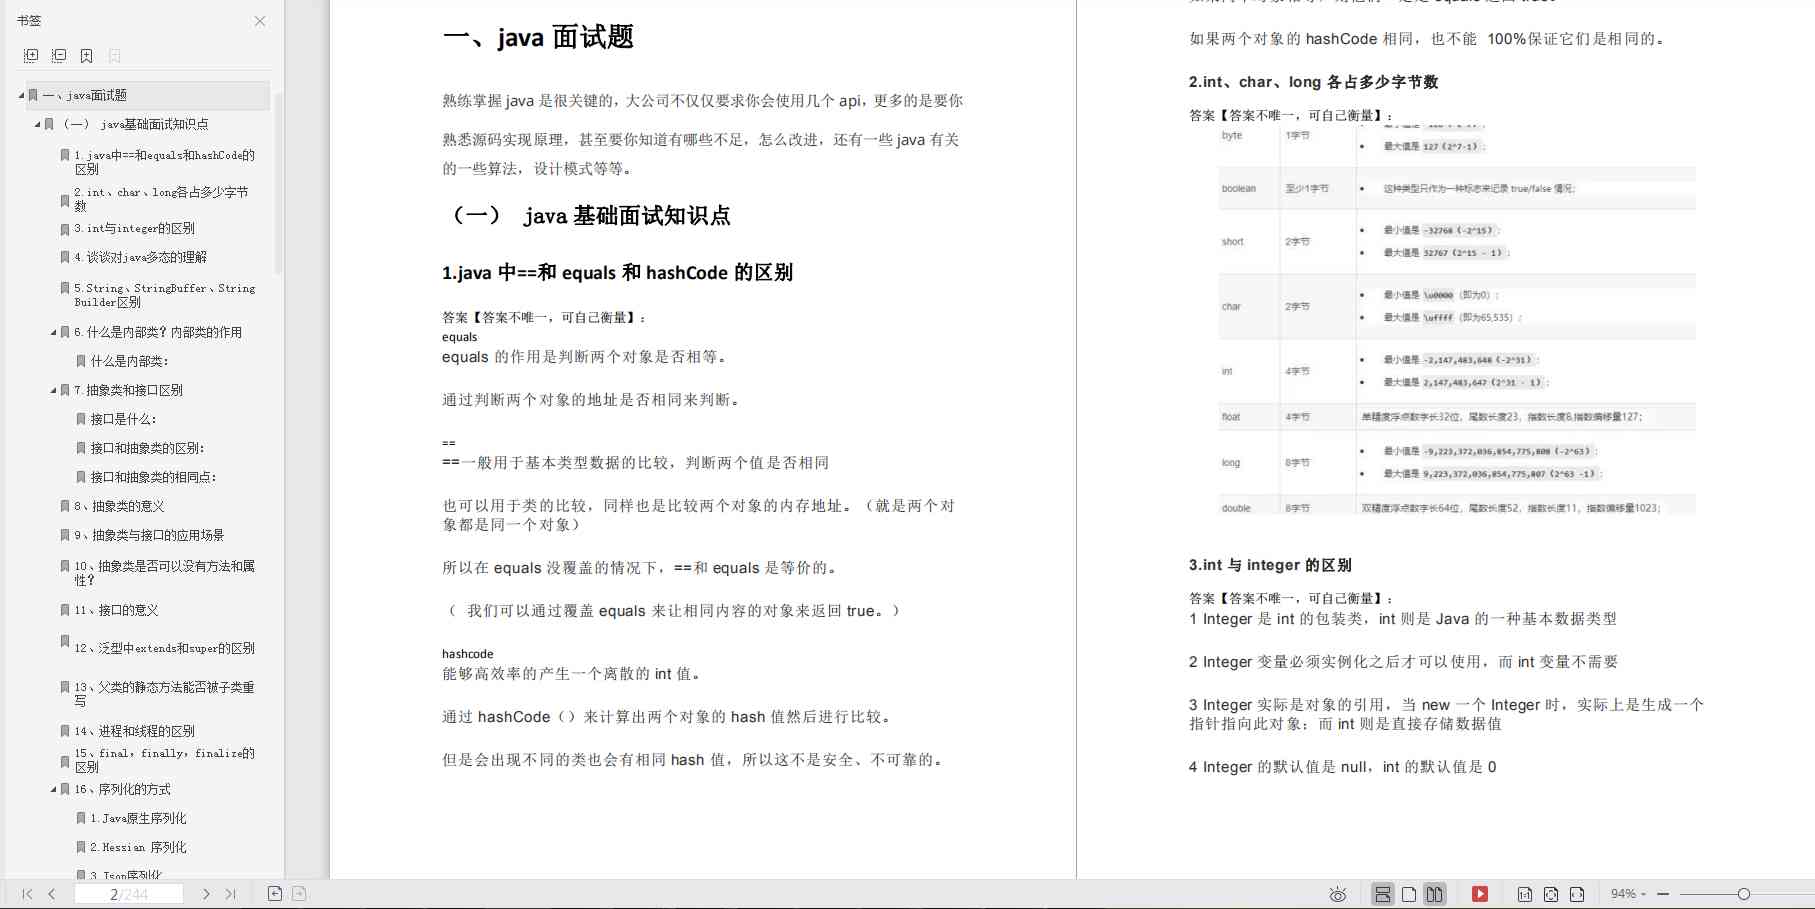 书签
一、java面试题
（一） java基础面试知识点
1.java中==和equals和hashCode的
区别
2.int、char、long各占多少字节
数
3.int与integer的区别
4.谈谈对java多态的理解
5.String、StringBuffer、String
Builder区别
6.什么是内部类？内部类的作用
什么是内部类：
7.抽象类和接口区别
接口是什么：
接口和抽象类的区别：
接口和抽象类的相同点：
8、抽象类的意义
9、抽象类与接口的应用场景
10、抽象类是否可以没有方法和属
性？
11、接口的意义
12、泛型中extends和super的区别
13、父类的静态方法能否被子类重
写
14、进程和线程的区别
15、final，finally，finalize的
区别
16、序列化的方式
1.Java原生序列化
2.Hessian 序列化
3.Json序列化
一、java 面试题
熟练掌握 java 是很关键的，大公司不仅仅要求你会使用几个 api，更多的是要你
熟悉源码实现原理，甚至要你知道有哪些不足，怎么改进，还有一些 java 有关
的一些算法，设计模式等等。
（一） java 基础面试知识点
1.java 中==和 equals 和 hashCode 的区别
答案【答案不唯一，可自己衡量】：
equals
equals 的作用是判断两个对象是否相等。
通过判断两个对象的地址是否相同来判断。
==
==一般用于基本类型数据的比较，判断两个值是否相同
也可以用于类的比较，同样也是比较两个对象的内存地址。（就是两个对
象都是同一个对象）
所以在 equals 没覆盖的情况下，==和 equals 是等价的。
（ 我们可以通过覆盖 equals 来让相同内容的对象来返回 true。）
hashcode
能够高效率的产生一个离散的 int 值。
通过 hashCode（）来计算出两个对象的 hash 值然后进行比较。
但是会出现不同的类也会有相同 hash 值，所以这不是安全、不可靠的。
如果两个对象的 hashCode 相同，也不能 100%保证它们是相同的。
2.int、char、long 各占多少字节数
答案【答案不唯一，可自己衡量】：
byte 1字节
• 最大值是 127（2^7-1）；
boolean 至少1字节 • 这种类型只作为一种标志来记录 true/false 情况；
• 最小值是 -32768（-2^15）；
short 2字节
• 最大值是 32767（2^15 - 1）；
• 最小值是 \u0000（即为0）；
char 2字节
• 最大值是 \uffff（即为65,535）；
• 最小值是 -2,147,483,648（-2^31）；
int 4字节
• 最大值是 2,147,483,647（2^31 - 1）；
float 4字节 单精度浮点数字长32位，尾数长度23，指数长度8,指数偏移量127；
• 最小值是 -9,223,372,036,854,775,808（-2^63）；
long 8字节
• 最大值是 9,223,372,036,854,775,807（2^63 -1）；
double 8字节 双精度浮点数字长64位，尾数长度52，指数长度11，指数偏移量1023；
3.int 与 integer 的区别
答案【答案不唯一，可自己衡量】：
1 Integer 是 int 的包装类，int 则是 Java 的一种基本数据类型
2 Integer 变量必须实例化之后才可以使用，而 int 变量不需要
3 Integer 实际是对象的引用，当 new 一个 Integer 时，实际上是生成一个
指针指向此对象；而 int 则是直接存储数据值
4 Integer 的默认值是 null，int 的默认值是 0
2/244
94%